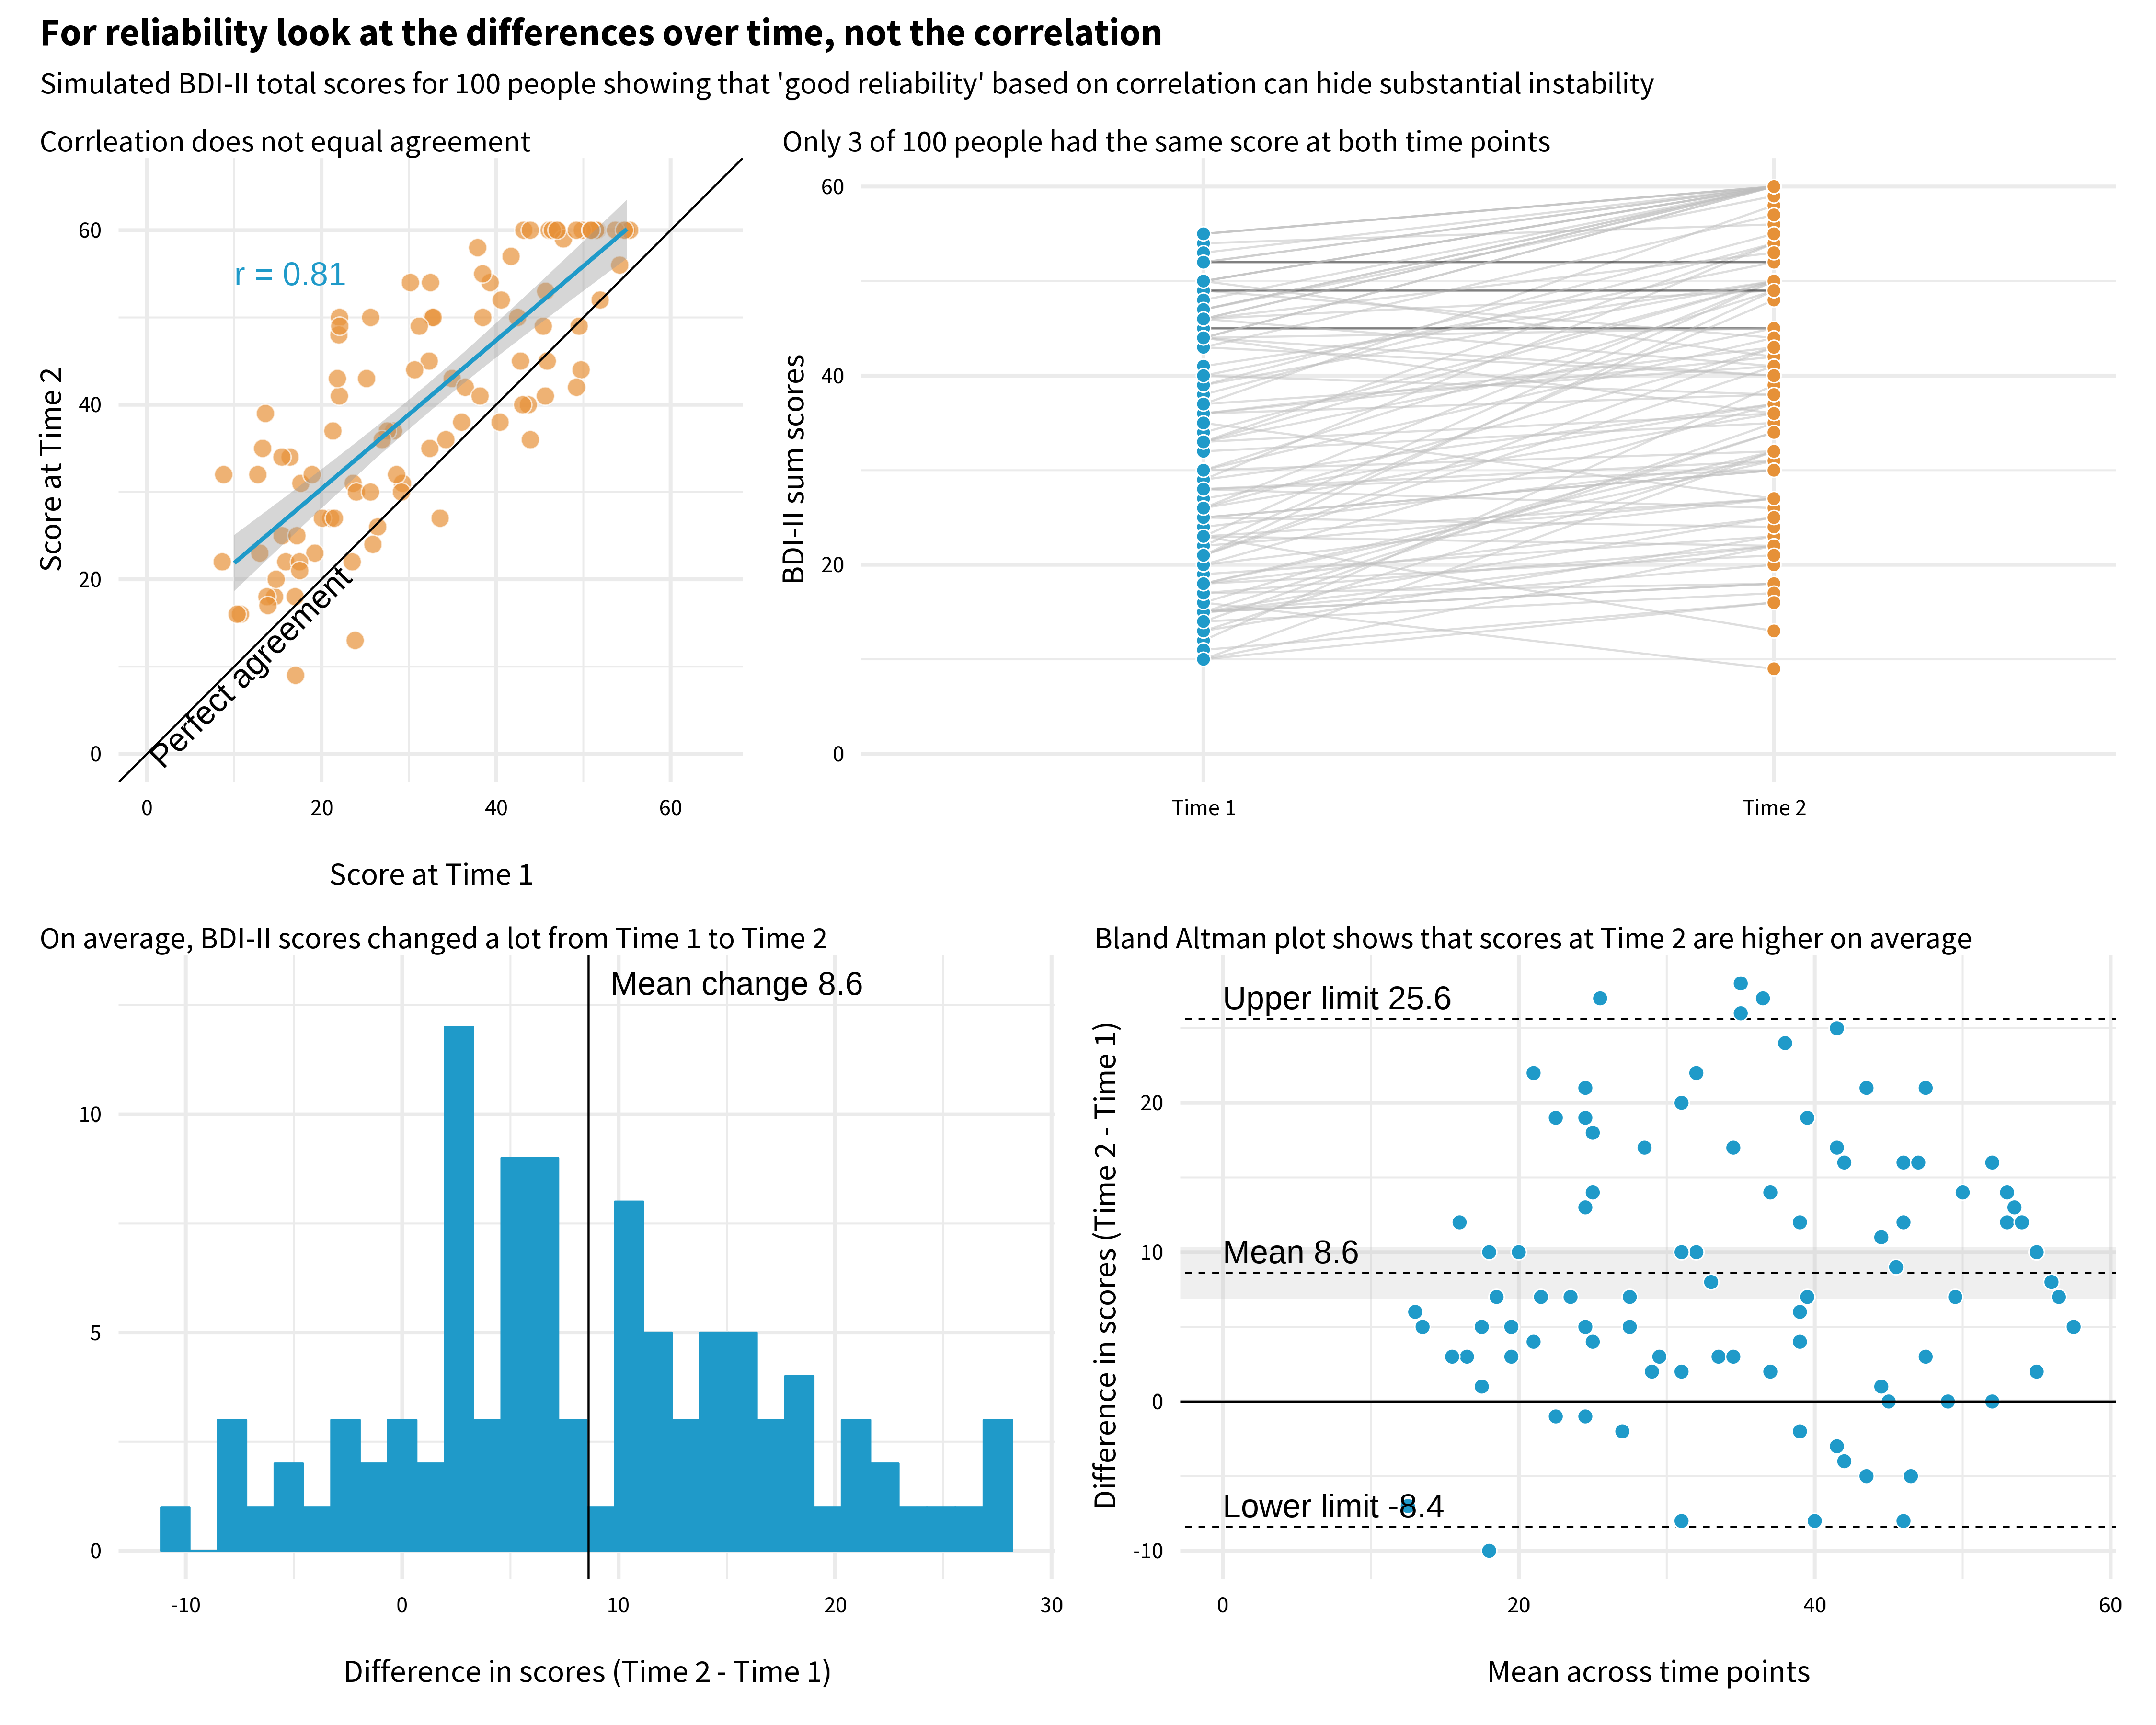 For reliability look at the differences over time, not the correlation
Simulated BDI-II total scores for 100 people showing that 'good reliability' based on correlation can hide substantial instability
Corrleation does not equal agreement
60
40
20
0
r = 0.81
Perfect agreement
Score at Time 2
0
20
40
60
Score at Time 1
Only 3 of 100 people had the same score at both time points
60
40
20
0
BDI-II sum scores
Time 1
Time 2
On average, BDI-II scores changed a lot from Time 1 to Time 2
Mean change 8.6
10
5
0
-10
0
10
20
30
Difference in scores (Time 2 - Time 1)
Bland Altman plot shows that scores at Time 2 are higher on average
Upper limit 25.6
Mean 8.6
Lower limit -8.4
20
10
0
-10
Difference in scores (Time 2 - Time 1)
0
20
40
60
Mean across time points